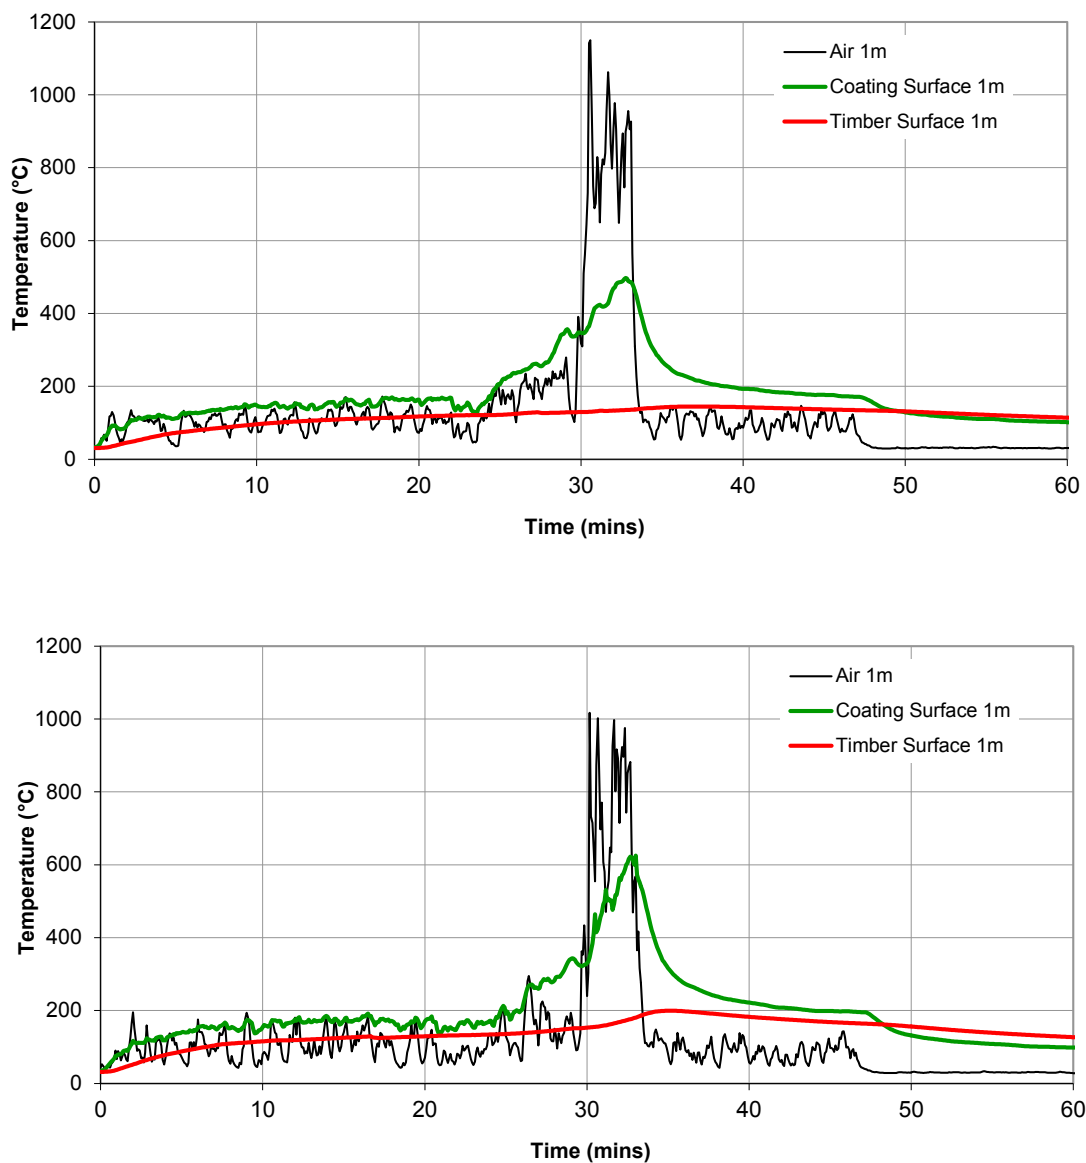 1200
1000
800
600
400
200
0
Temperature (°C)
Air 1m
Coating Surface 1m
Timber Surface 1m
0 10 20 30 40 50 60
Time (mins)
1200
1000
800
600
400
200
0
Temperature (°C)
Air 1m
Coating Surface 1m
Timber Surface 1m
0 10 20 30 40 50 60
Time (mins)